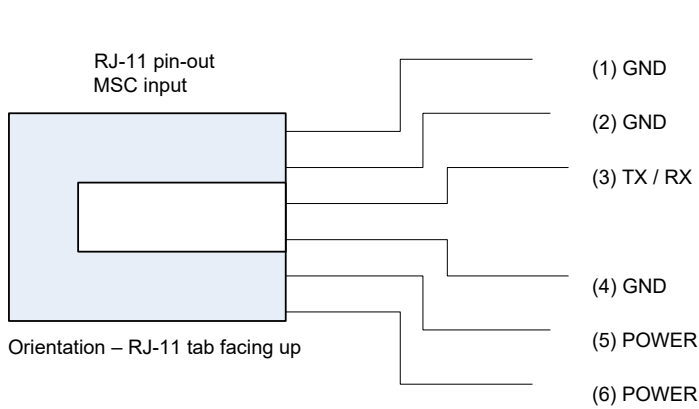 RJ-11 pin-out
MSC input
(1) GND
(2) GND
(3) TX / RX
(4) GND
(5) POWER
(6) POWER
Orientation – RJ-11 tab facing up